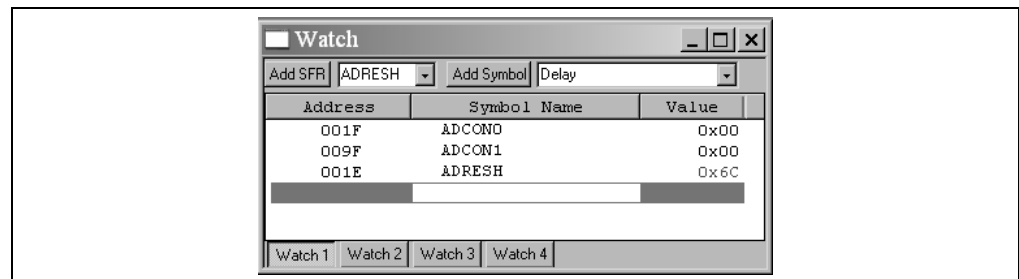 Watch
Add SFR ADRESH Add Symbol Delay
Address Symbol Name Value
001F ADCON0 0x00
009F ADCON1 0x00
001E ADRESH 0x6C
Watch 1 Watch 2 Watch 3 Watch 4